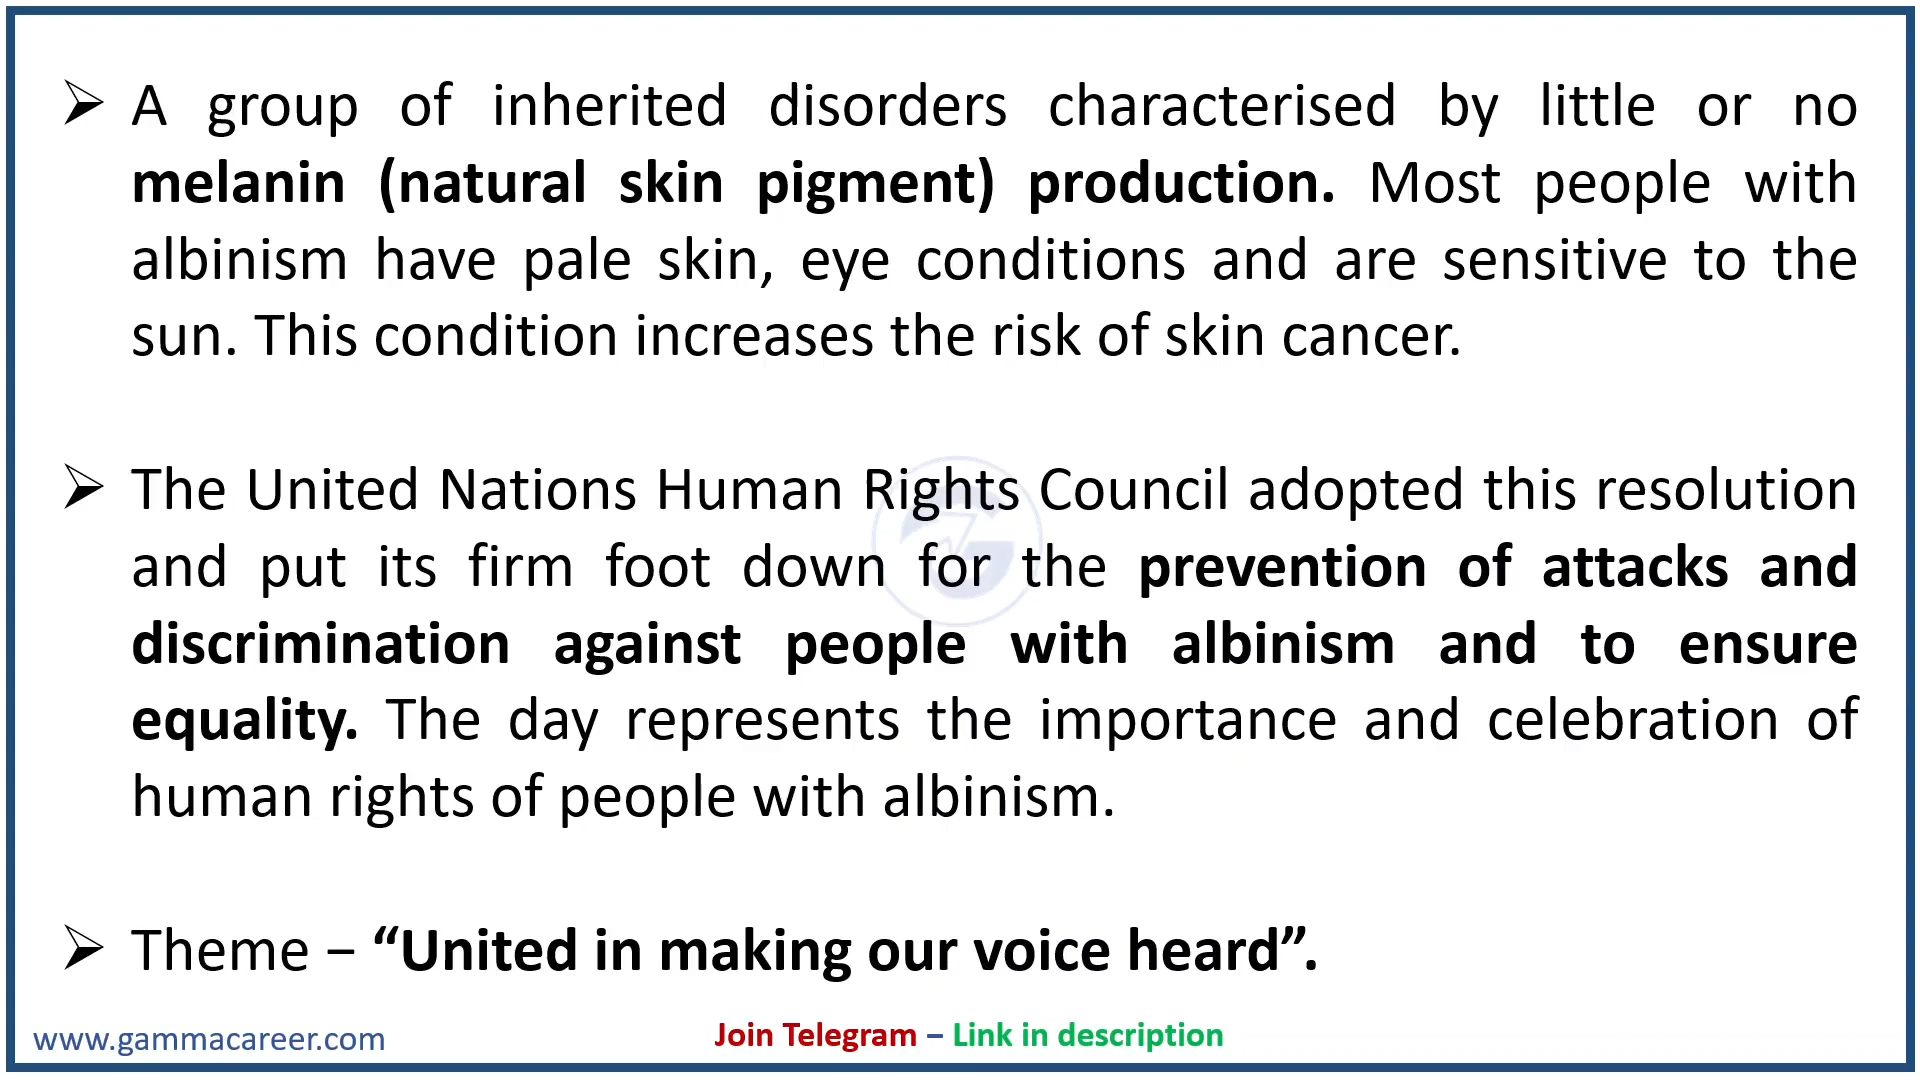 ➢ A group of inherited disorders characterised by little or no
melanin (natural skin pigment) production. Most people with
albinism have pale skin, eye conditions and are sensitive to the
sun. This condition increases the risk of skin cancer.
➢ The United Nations Human Rights Council adopted this resolution
and put its firm foot down for the prevention of attacks and
discrimination against people with albinism and to ensure
equality. The day represents the importance and celebration of
human rights of people with albinism.
➢ Theme – “United in making our voice heard”.
www.gammacareer.com
Join Telegram – Link in description